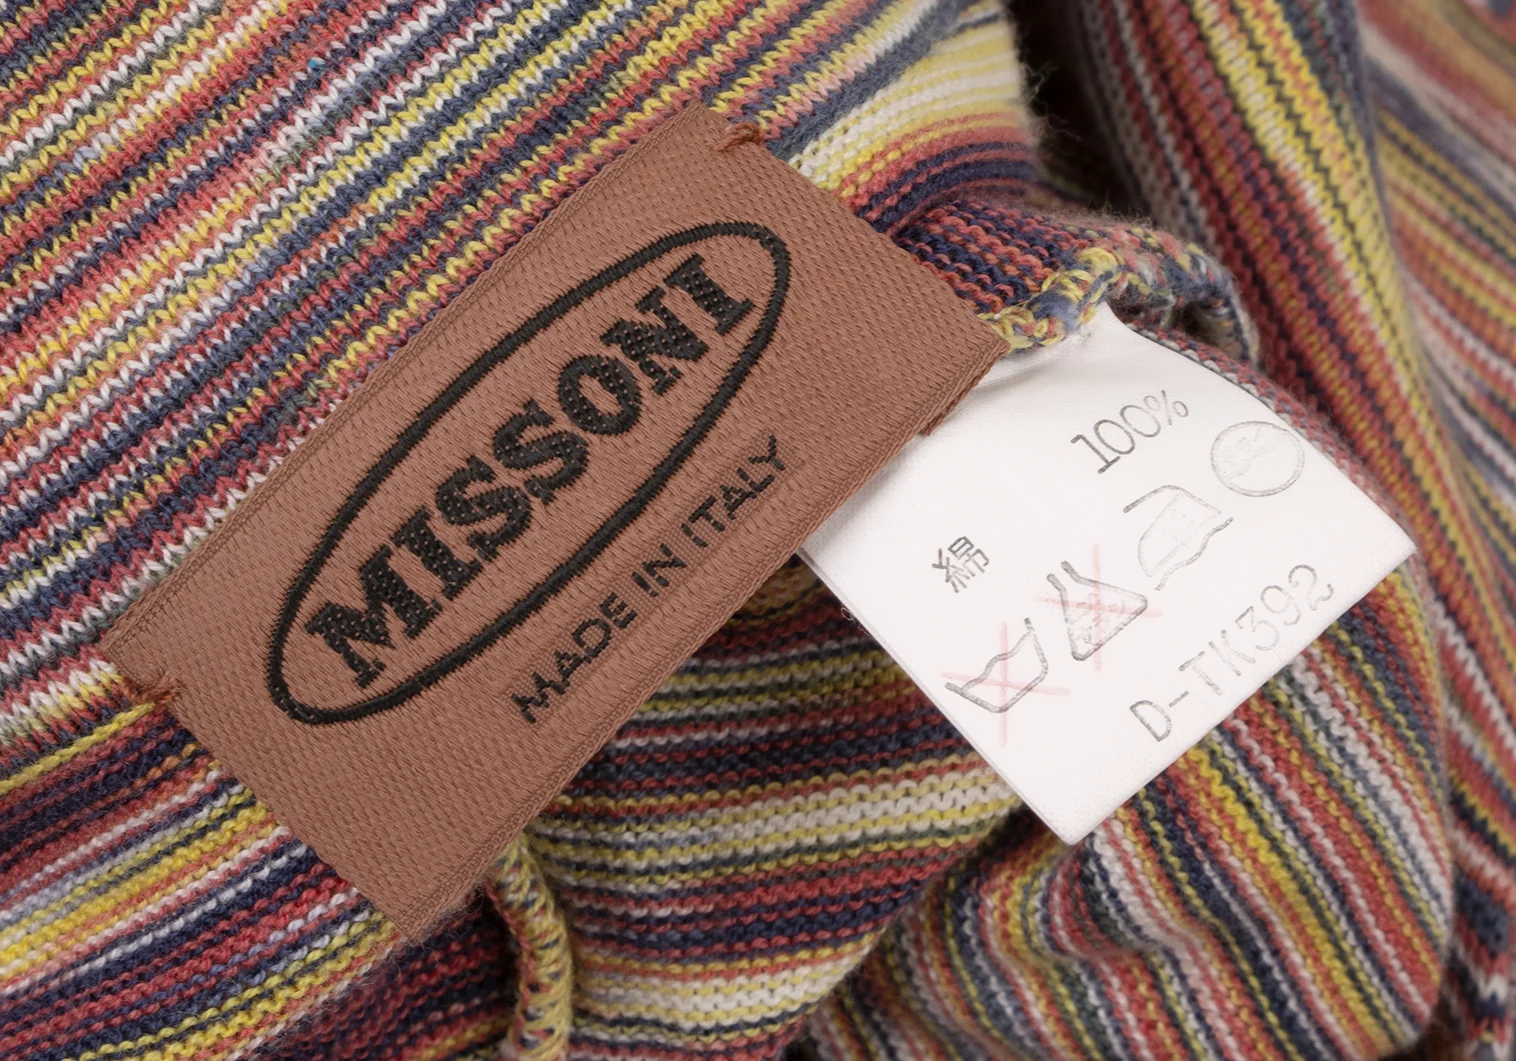 MISSONI
MADE IN ITALY
綿 100%
D-TK392